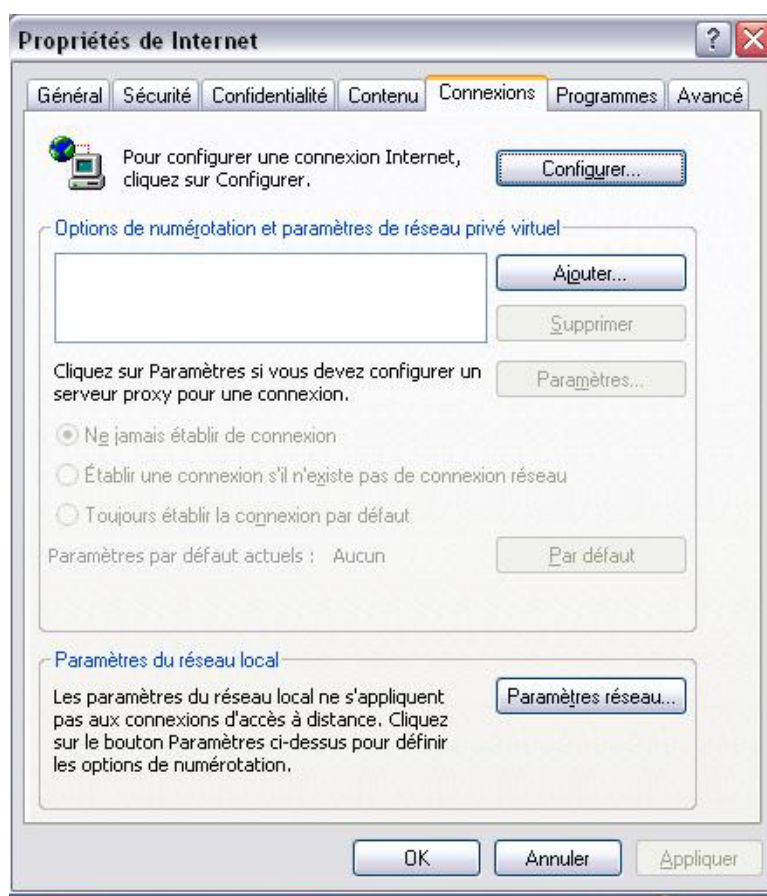 Propriétés de Internet
Général Sécurité Confidentialité Contenu Connexions Programmes Avancé
Pour configurer une connexion Internet,
cliquez sur Configurer.
Configurer...
Options de numérotation et paramètres de réseau privé virtuel
Ajouter...
Supprimer
Cliquez sur Paramètres si vous devez configurer un
serveur proxy pour une connexion.
Paramètres...
Ne jamais établir de connexion
Établir une connexion s'il n'existe pas de connexion réseau
Toujours établir la connexion par défaut
Paramètres par défaut actuels : Aucun
Par défaut
Paramètres du réseau local
Les paramètres du réseau local ne s'appliquent
pas aux connexions d'accès à distance. Cliquez
sur le bouton Paramètres ci-dessus pour définir
les options de numérotation.
Paramètres réseau...
OK Annuler Appliquer